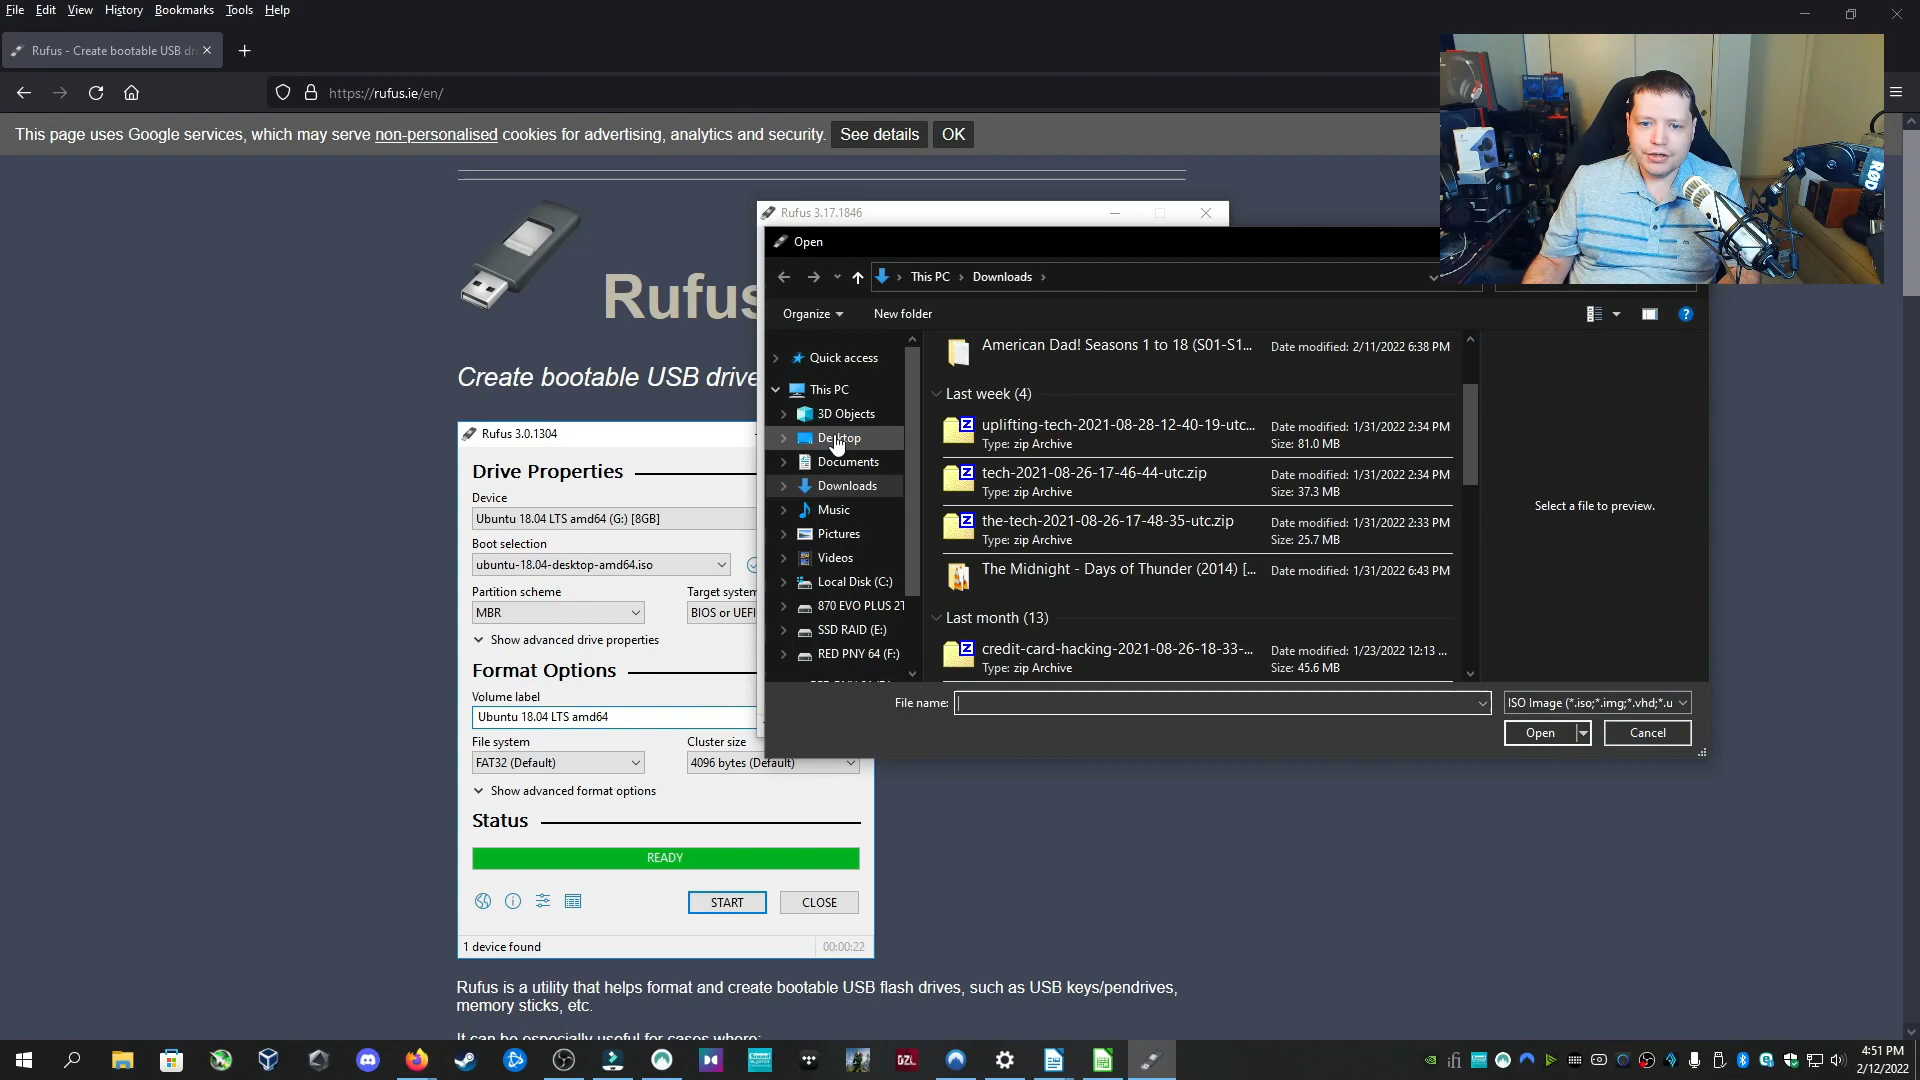 File Edit View History Bookmarks Tools Help
Rufus - Create bootable USB dri
https://rufus.ie/en/
This page uses Google services, which may serve non-personalised cookies for advertising, analytics and security. See details OK
Rufus
Create bootable USB drive
Rufus 3.17.1846
Open
This PC > Downloads >
Organize New folder
Quick access
This PC
3D Objects
Desktop
Documents
Downloads
Music
Pictures
Videos
Local Disk (C:)
870 EVO PLUS 2T
SSD RAID (E:)
RED PNY 64 (F:)
American Dad! Seasons 1 to 18 (S01-S1... Date modified: 2/11/2022 6:38 PM
Last week (4)
uplifting-tech-2021-08-28-12-40-19-utc... Date modified: 1/31/2022 2:34 PM
Type: zip Archive Size: 81.0 MB
tech-2021-08-26-17-46-44-utc.zip Date modified: 1/31/2022 2:34 PM
Type: zip Archive Size: 37.3 MB
the-tech-2021-08-26-17-48-35-utc.zip Date modified: 1/31/2022 2:33 PM
Type: zip Archive Size: 25.7 MB
The Midnight - Days of Thunder (2014) [... Date modified: 1/31/2022 6:43 PM
Last month (13)
credit-card-hacking-2021-08-26-18-33-... Date modified: 1/23/2022 12:13 ...
Type: zip Archive Size: 45.6 MB
Select a file to preview.
File name: ISO Image (*.iso;*.img;*.vhd;*.u
Open Cancel
Rufus 3.0.1304
Drive Properties
Device
Ubuntu 18.04 LTS amd64 (G:) [8GB]
Boot selection
ubuntu-18.04-desktop-amd64.iso
Partition scheme Target system
MBR BIOS or UEFI
Show advanced drive properties
Format Options
Volume label
Ubuntu 18.04 LTS amd64
File system Cluster size
FAT32 (Default) 4096 bytes (Default)
Show advanced format options
Status
READY
START CLOSE
1 device found 00:00:22
Rufus is a utility that helps format and create bootable USB flash drives, such as USB keys/pendrives,
memory sticks, etc.
It can be especially useful for cases where:
RØDE
DZL
4:51 PM
2/12/2022